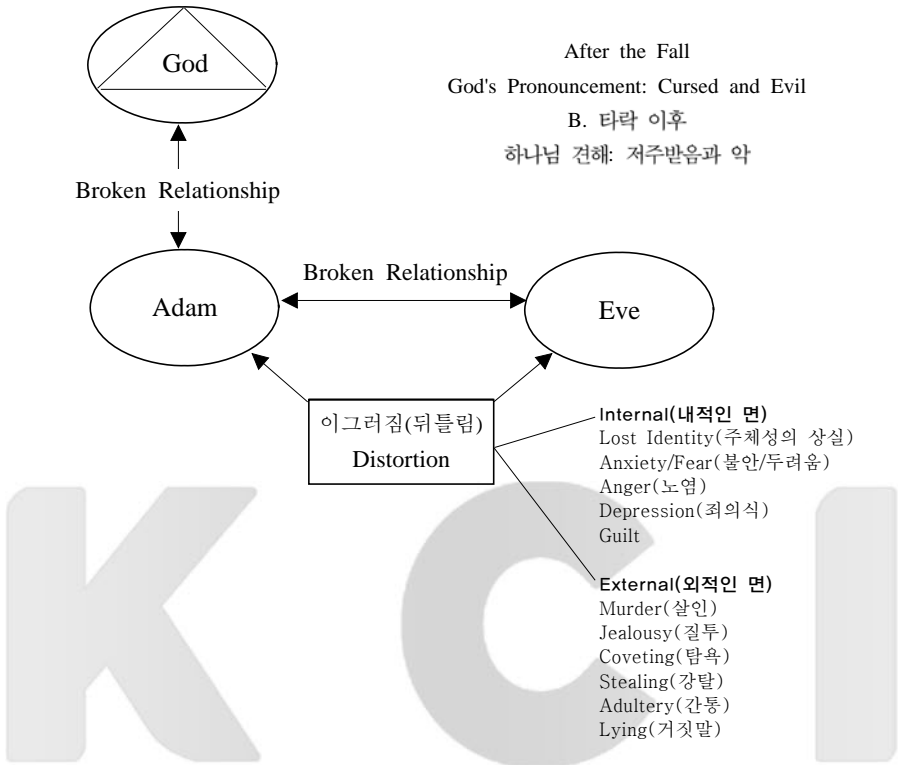 God
After the Fall
God's Pronouncement: Cursed and Evil
B. 타락 이후
하나님 견해: 저주받음과 악
Broken Relationship
Broken Relationship
Adam
Eve
이그러짐(뒤틀림)
Distortion
Internal(내적인 면)
Lost Identity(주체성의 상실)
Anxiety/Fear(불안/두려움)
Anger(노염)
Depression(죄의식)
Guilt
External(외적인 면)
Murder(살인)
Jealousy(질투)
Coveting(탐욕)
Stealing(강탈)
Adultery(간통)
Lying(거짓말)
KCI